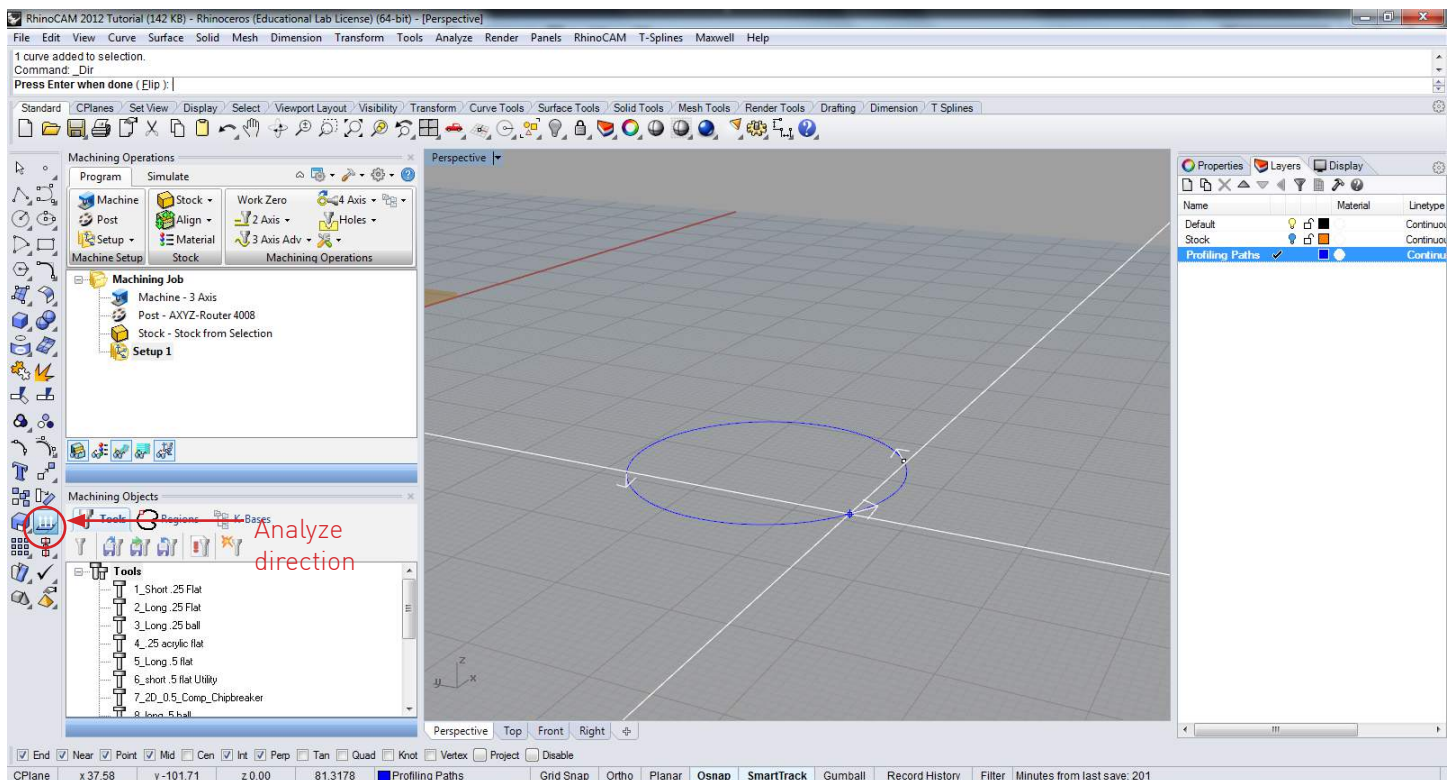 RhinoCAM 2012 Tutorial (142 KB) - Rhinoceros (Educational Lab License) (64-bit) - [Perspective]
File Edit View Curve Surface Solid Mesh Dimension Transform Tools Analyze Render Panels RhinoCAM T-Splines Maxwell Help
1 curve added to selection.
Command: _Dir
Press Enter when done ( Flip ):
Standard CPlanes Set View Display Select Viewport Layout Visibility Transform Curve Tools Surface Tools Solid Tools Mesh Tools Render Tools Drafting Dimension T Splines
Machining Operations
Program Simulate
Machine Stock Work Zero 4 Axis
Post Align 2 Axis Holes
Setup Material 3 Axis Adv
Machine Setup Stock Machining Operations
Machining Job
Machine - 3 Axis
Post - AXYZ-Router 4008
Stock - Stock from Selection
Setup 1
Machining Objects
Tools Regions K-Bases
Analyze
direction
Tools
1_Short .25 Flat
2_Long .25 Flat
3_Long .25 ball
4_.25 acrylic flat
5_Long .5 flat
6_short .5 flat Utility
7_2D_0.5_Comp_Chipbreaker
8_long .5 ball
Perspective
z
y x
Perspective Top Front Right
Properties Layers Display
Name Material Linetype
Default Continuou
Stock Continuou
Profiling Paths Continu
End Near Point Mid Cen Int Perp Tan Quad Knot Vertex Project Disable
CPlane x 37.58 y -101.71 z 0.00 81.3178 Profiling Paths Grid Snap Ortho Planar Osnap SmartTrack Gumball Record History Filter Minutes from last save: 201